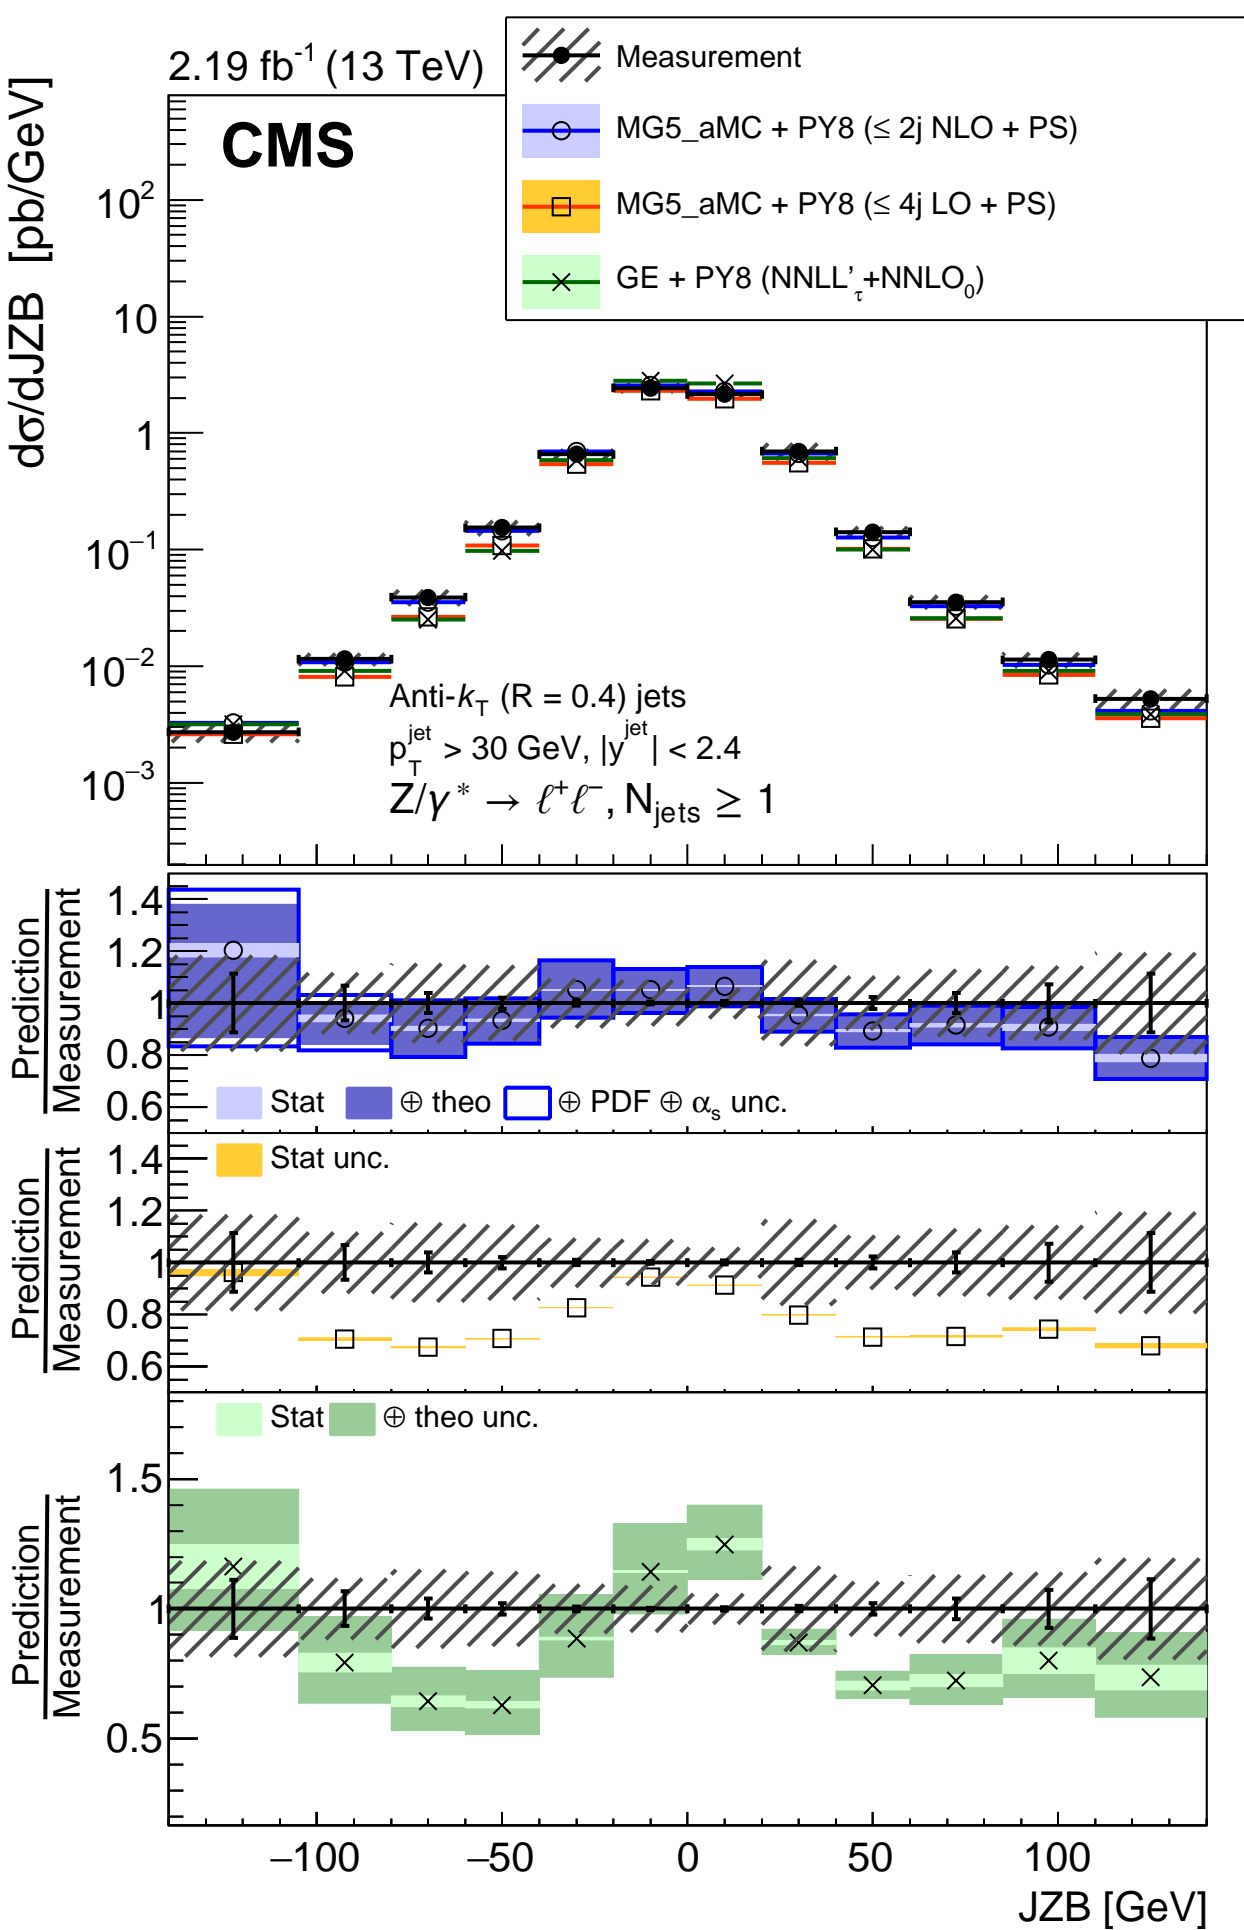 2.19 fb⁻¹ (13 TeV)
CMS
Measurement
MG5_aMC + PY8 (≤ 2j NLO + PS)
MG5_aMC + PY8 (≤ 4j LO + PS)
GE + PY8 (NNLL'τ+NNLO₀)
dσ/dJZB [pb/GeV]
10²
10
1
10⁻¹
10⁻²
10⁻³
Anti-kT (R = 0.4) jets
pTjet > 30 GeV, |yjet| < 2.4
Z/γ* → ℓ⁺ℓ⁻, Njets ≥ 1
Prediction
Measurement
1.4
1.2
1
0.8
0.6
Stat ⊕ theo ⊕ PDF ⊕ αs unc.
Prediction
Measurement
1.4
1.2
1
0.8
0.6
Stat unc.
Prediction
Measurement
Stat ⊕ theo unc.
1.5
1
0.5
−100 −50 0 50 100
JZB [GeV]